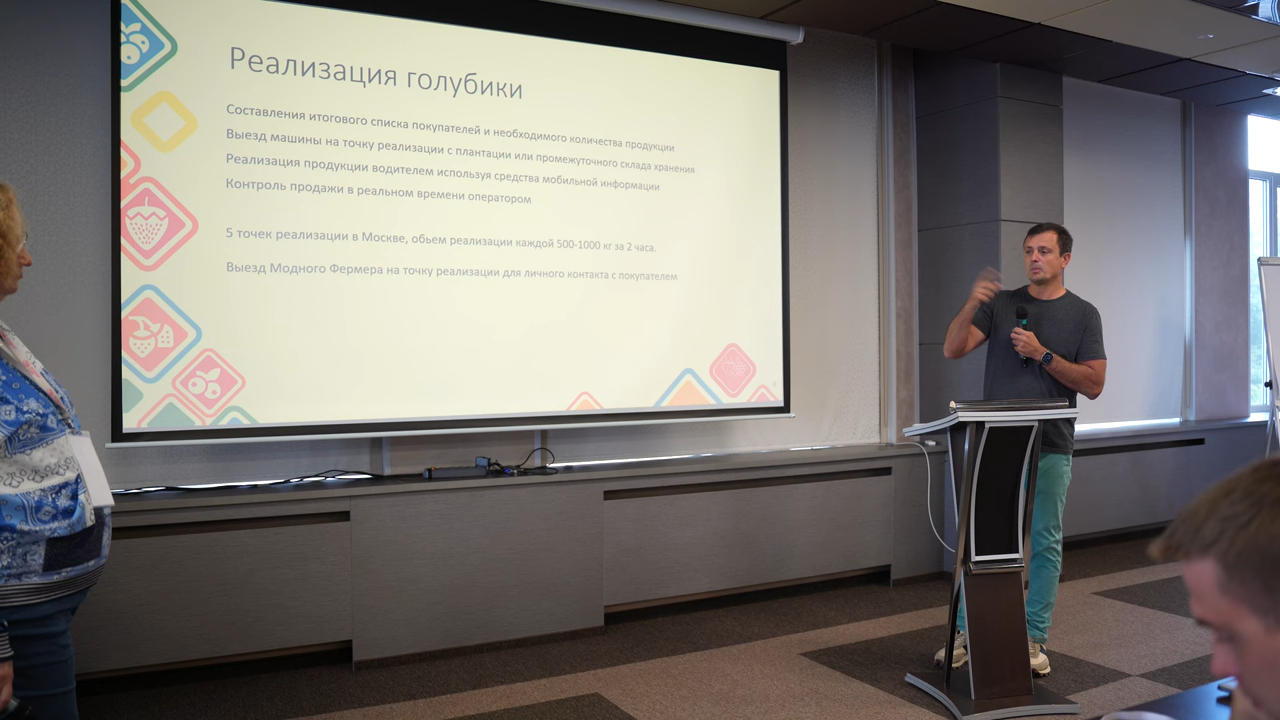 Реализация голубики
Составления итогового списка покупателей и необходимого количества продукции
Выезд машины на точку реализации с плантации или промежуточного склада хранения
Реализация продукции водителем используя средства мобильной информации
Контроль продажи в реальном времени оператором
5 точек реализации в Москве, обьем реализации каждой 500-1000 кг за 2 часа.
Выезд Модного Фермера на точку реализации для личного контакта с покупателем